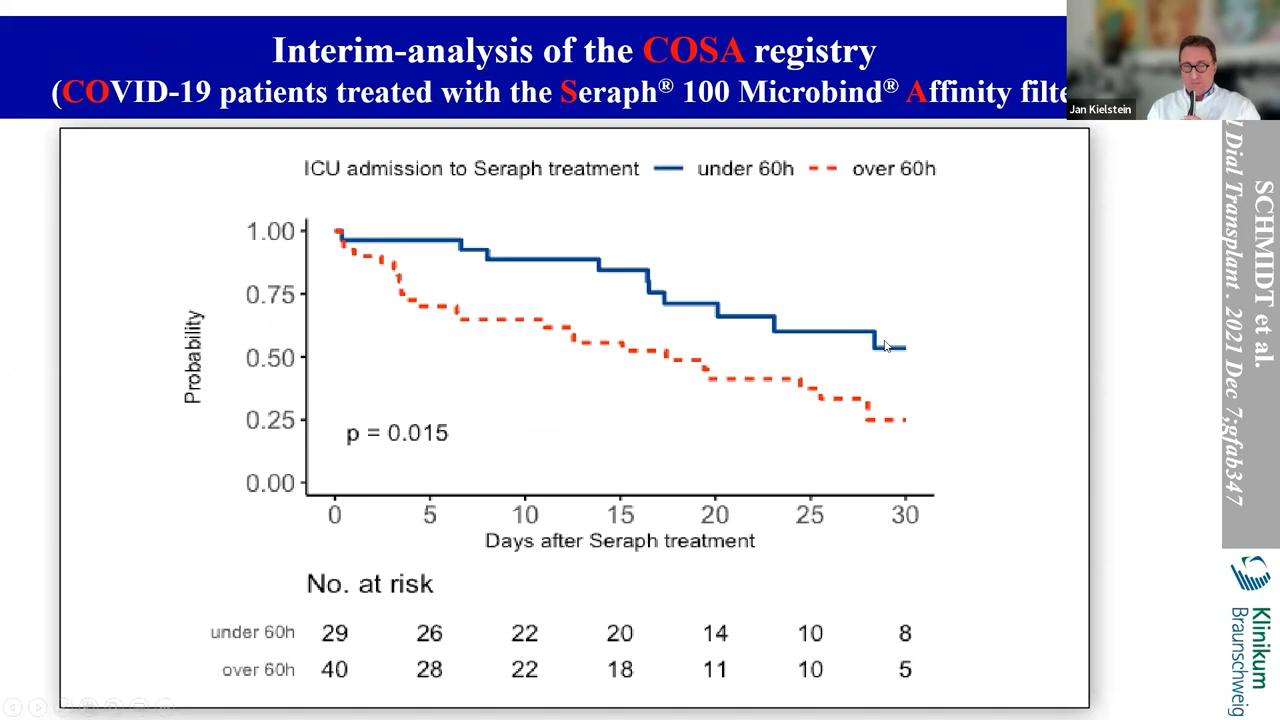 Interim-analysis of the COSA registry
(COVID-19 patients treated with the Seraph® 100 Microbind® Affinity filte
Jan Kielstein
ICU admission to Seraph treatment under 60h over 60h
1.00
0.75
0.50
0.25
0.00
Probability
p = 0.015
0 5 10 15 20 25 30
Days after Seraph treatment
No. at risk
under 60h 29 26 22 20 14 10 8
over 60h 40 28 22 18 11 10 5
SCHMIDT et al.
l Dial Transplant . 2021 Dec 7;gfab347
Klinikum
Braunschweig